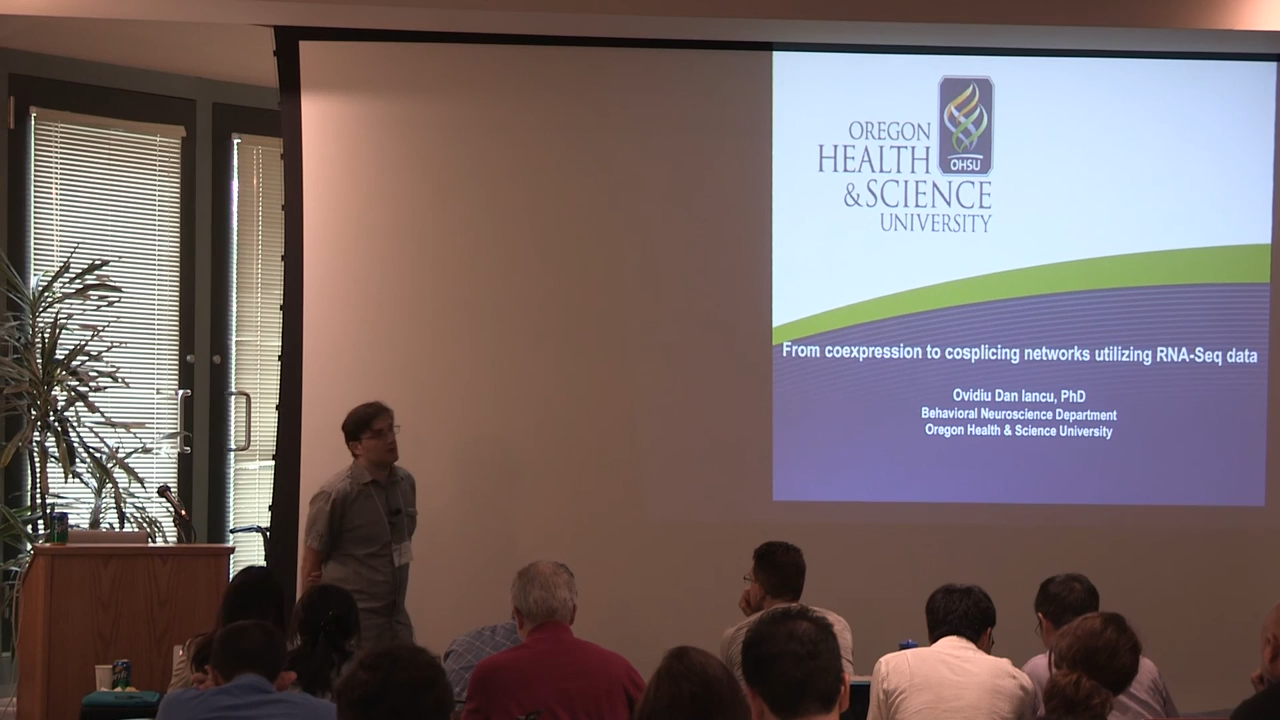 OREGON
HEALTH
& SCIENCE
UNIVERSITY
OHSU
From coexpression to cosplicing networks utilizing RNA-Seq data
Ovidiu Dan Iancu, PhD
Behavioral Neuroscience Department
Oregon Health & Science University